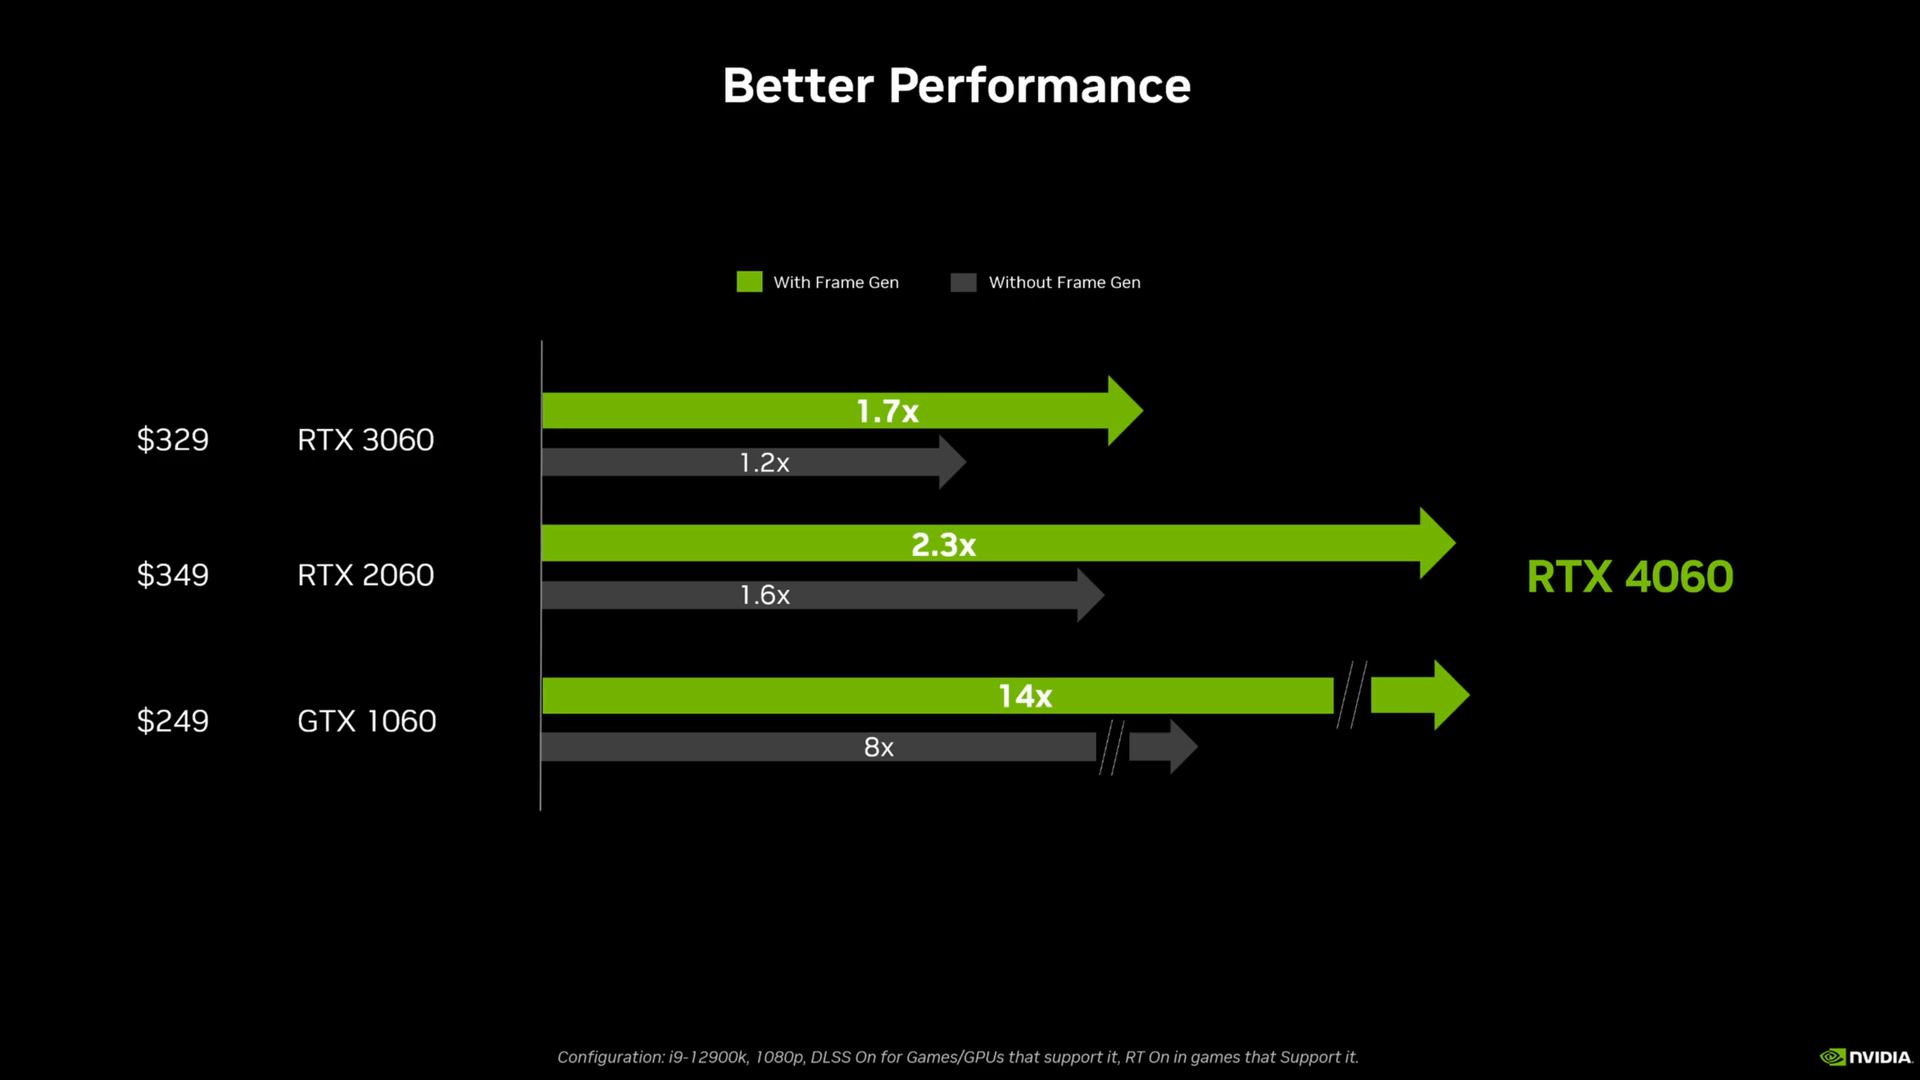 Better Performance
With Frame Gen Without Frame Gen
1.7x
$329 RTX 3060
1.2x
2.3x
$349 RTX 2060
1.6x
RTX 4060
14x
$249 GTX 1060
8x
Configuration: i9-12900k, 1080p, DLSS On for Games/GPUs that support it, RT On in games that Support it.
NVIDIA.